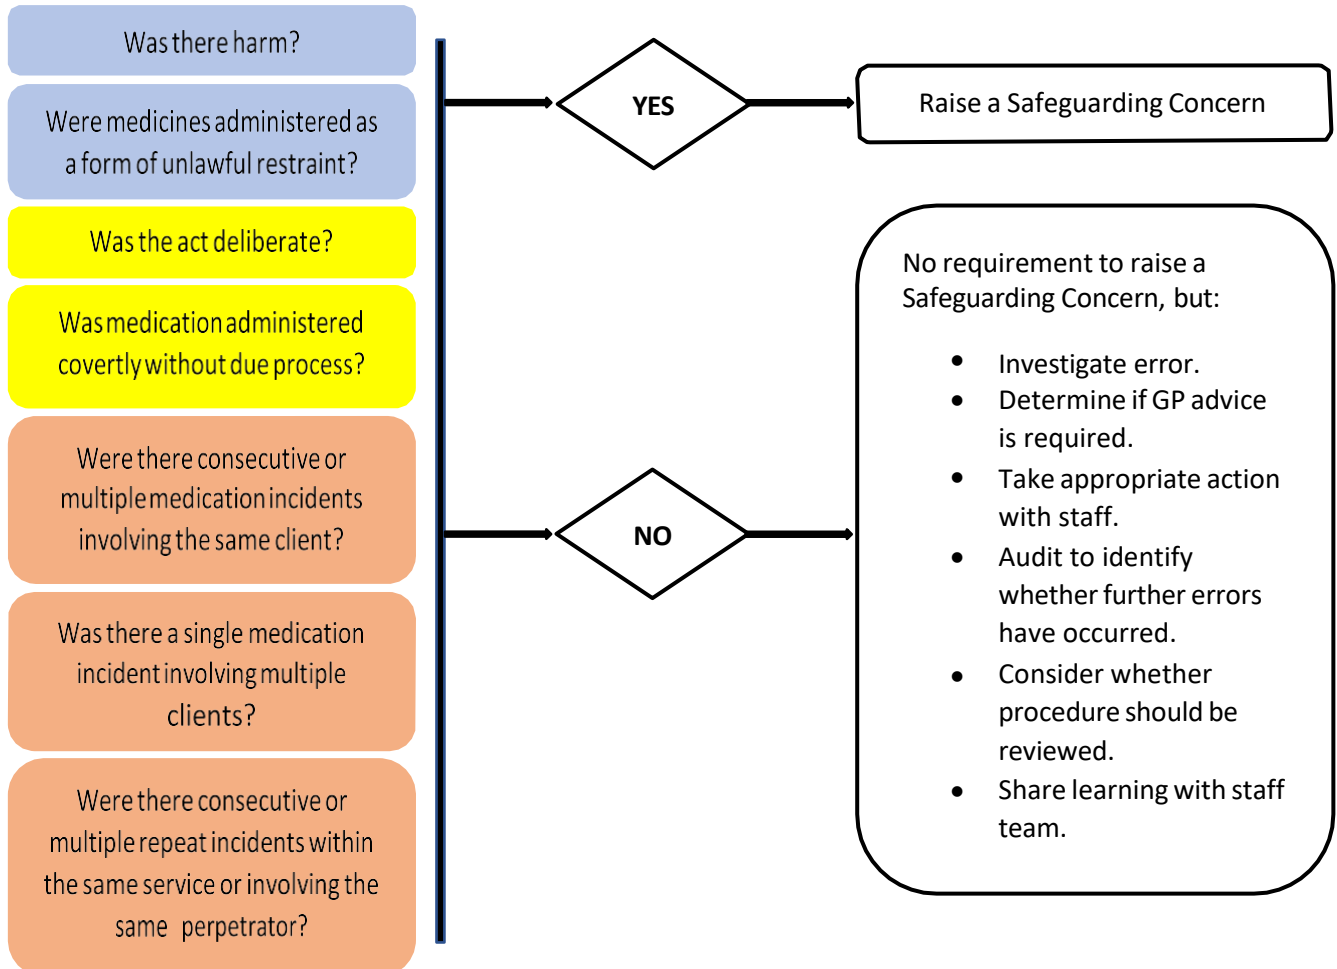 Was there harm?
Were medicines administered as
a form of unlawful restraint?
Was the act deliberate?
Was medication administered
covertly without due process?
Were there consecutive or
multiple medication incidents
involving the same client?
Was there a single medication
incident involving multiple
clients?
Were there consecutive or
multiple repeat incidents within
the same service or involving the
same perpetrator?
YES
Raise a Safeguarding Concern
NO
No requirement to raise a
Safeguarding Concern, but:
• Investigate error.
• Determine if GP advice
is required.
• Take appropriate action
with staff.
• Audit to identify
whether further errors
have occurred.
• Consider whether
procedure should be
reviewed.
• Share learning with staff
team.